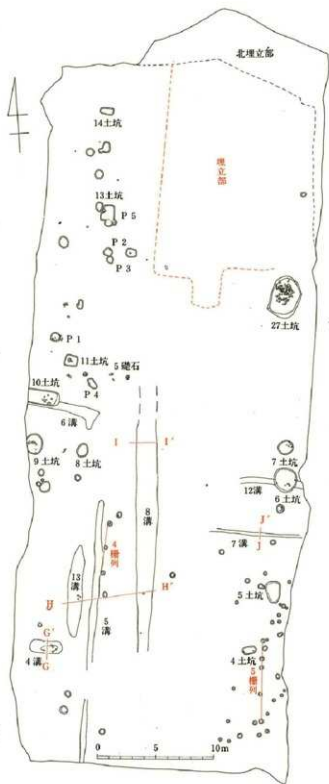 北埋立部
14土坑
埋立部
13土坑
P 5
P 2
P 3
27土坑
P 1
11土坑
5 礎石
10土坑
P 4
6 溝
I
I'
9 土坑
8 土坑
7 土坑
12溝
6 土坑
8
溝
J'
7 溝
J
4
柵
列
13
溝
5 土坑
H
H'
5
溝
G'
4 溝
G
4 土坑
5
柵
列
0
5
10m